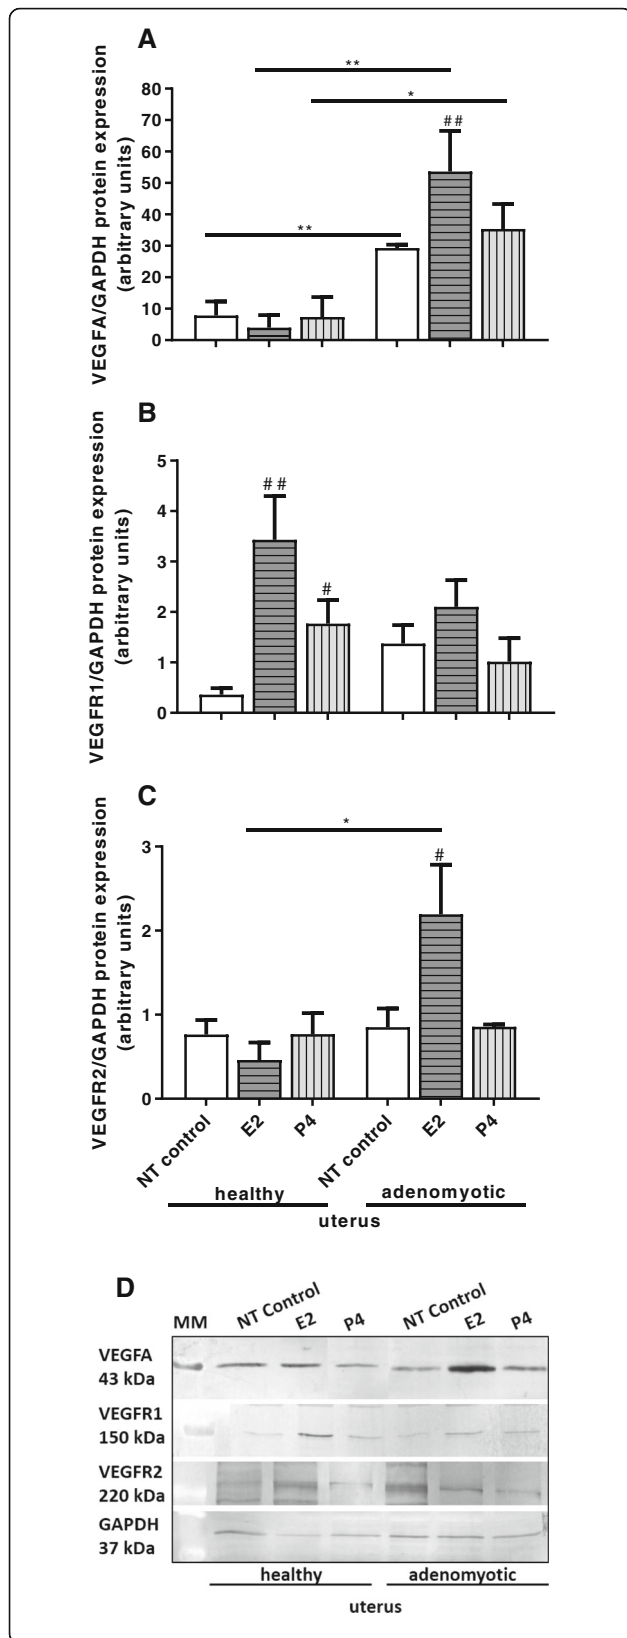 A
VEGFA/GAPDH protein expression
(arbitrary units)
**
*
##
**
80
70
60
50
40
30
20
10
0
B
VEGFR1/GAPDH protein expression
(arbitrary units)
5
4
3
2
1
0
##
#
C
VEGFR2/GAPDH protein expression
(arbitrary units)
*
#
3
2
1
0
NT control E2 P4 NT control E2 P4
healthy adenomyotic
uterus
D
MM NT Control E2 P4 NT Control E2 P4
VEGFA
43 kDa
VEGFR1
150 kDa
VEGFR2
220 kDa
GAPDH
37 kDa
healthy adenomyotic
uterus